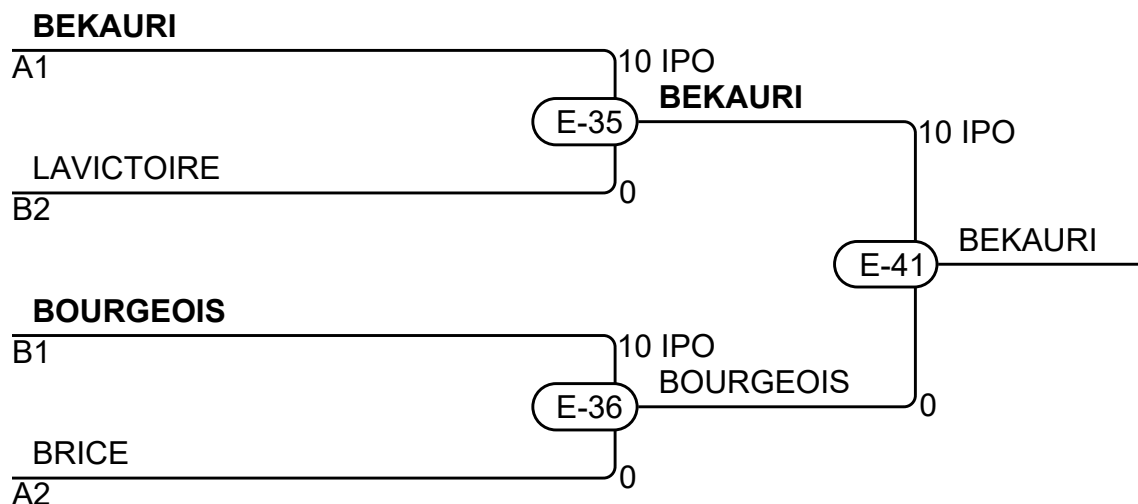 BEKAURI
A1
10 IPO
BEKAURI
E-35
10 IPO
LAVICTOIRE
B2
0
BEKAURI
E-41
BOURGEOIS
B1
10 IPO
BOURGEOIS
E-36
0
BRICE
A2
0